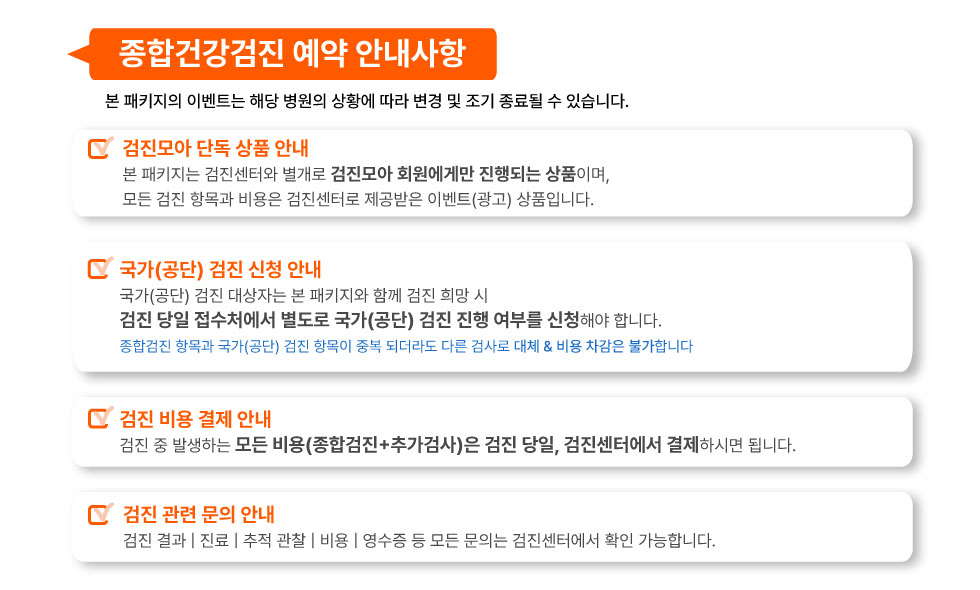 종합건강검진 예약 안내사항
본 패키지의 이벤트는 해당 병원의 상황에 따라 변경 및 조기 종료될 수 있습니다.
검진모아 단독 상품 안내
본 패키지는 검진센터와 별개로 검진모아 회원에게만 진행되는 상품이며,
모든 검진 항목과 비용은 검진센터로 제공받은 이벤트(광고) 상품입니다.
국가(공단) 검진 신청 안내
국가(공단) 검진 대상자는 본 패키지와 함께 검진 희망 시
검진 당일 접수처에서 별도로 국가(공단) 검진 진행 여부를 신청해야 합니다.
종합검진 항목과 국가(공단) 검진 항목이 중복 되더라도 다른 검사로 대체 & 비용 차감은 불가합니다
검진 비용 결제 안내
검진 중 발생하는 모든 비용(종합검진+추가검사)은 검진 당일, 검진센터에서 결제하시면 됩니다.
검진 관련 문의 안내
검진 결과 | 진료 | 추적 관찰 | 비용 | 영수증 등 모든 문의는 검진센터에서 확인 가능합니다.